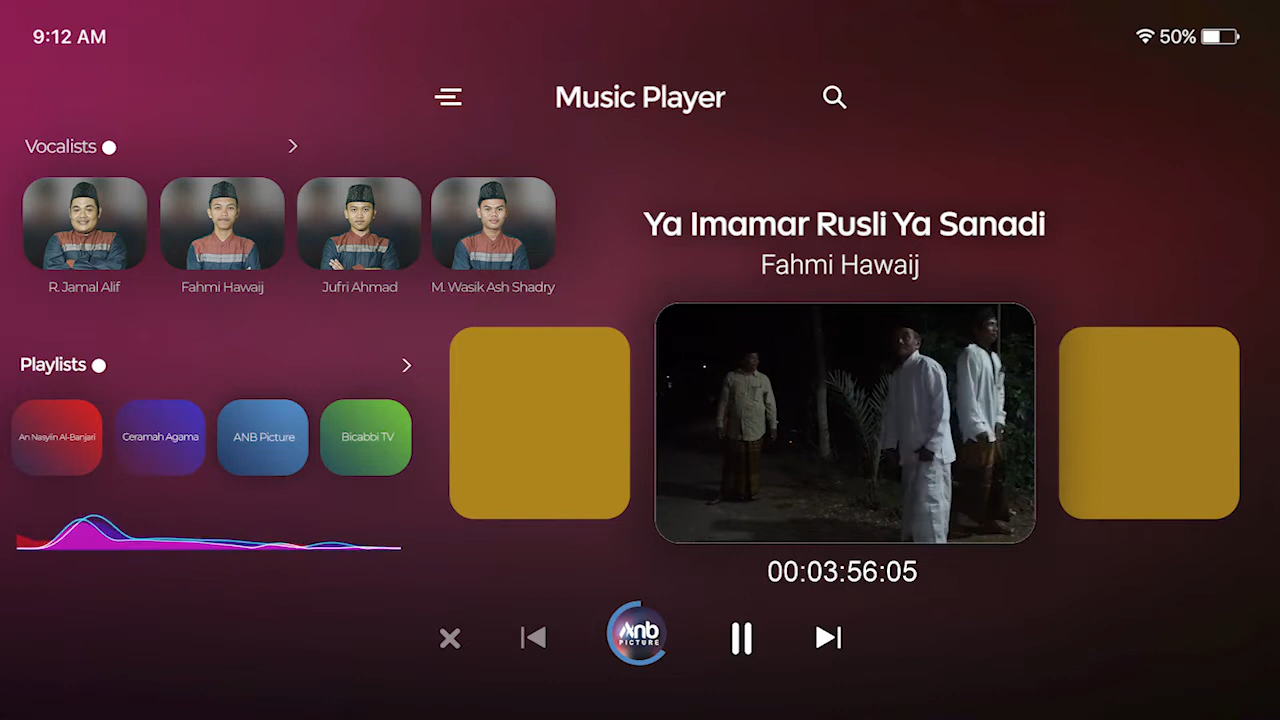 9:12 AM
50%
Music Player
Vocalists
R. Jamal Alif
Fahmi Hawaij
Jufri Ahmad
M. Wasik Ash Shadry
Ya Imamar Rusli Ya Sanadi
Fahmi Hawaij
Playlists
An Nasyiin Al-Banjari
Ceramah Agama
ANB Picture
Bicabbi TV
00:03:56:05
Anb
PICTURE